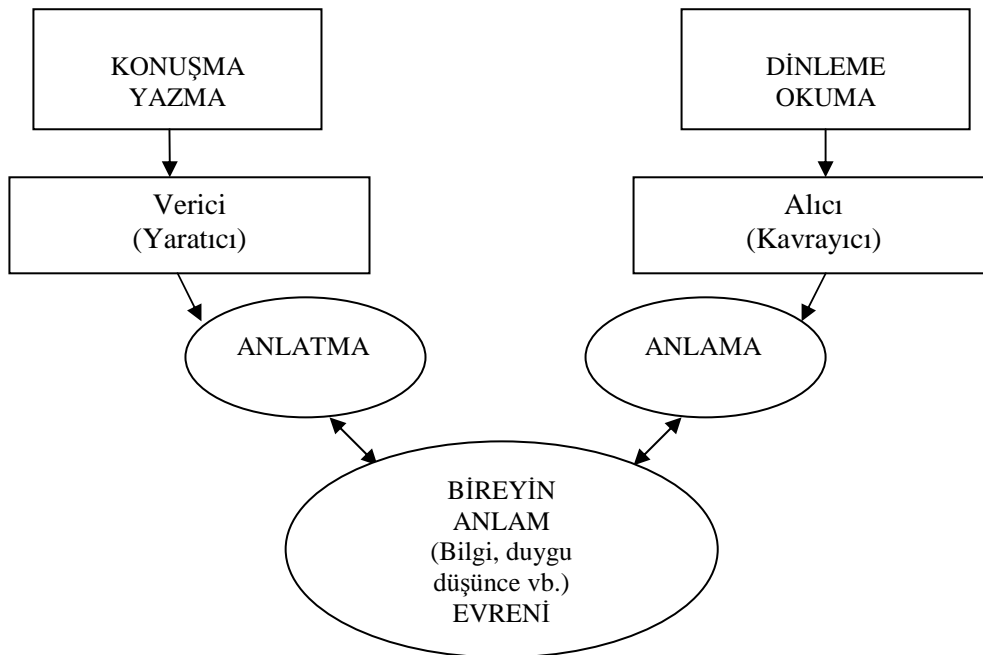 KONUŞMA
YAZMA
DİNLEME
OKUMA
Verici
(Yaratıcı)
Alıcı
(Kavrayıcı)
ANLATMA
ANLAMA
BİREYİN
ANLAM
(Bilgi, duygu
düşünce vb.)
EVRENİ